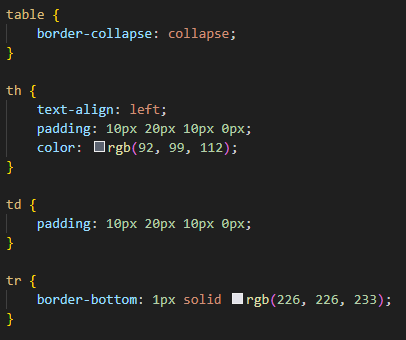 table {
    border-collapse: collapse;
}

th {
    text-align: left;
    padding: 10px 20px 10px 0px;
    color: rgb(92, 99, 112);
}

td {
    padding: 10px 20px 10px 0px;
}

tr {
    border-bottom: 1px solid rgb(226, 226, 233);
}